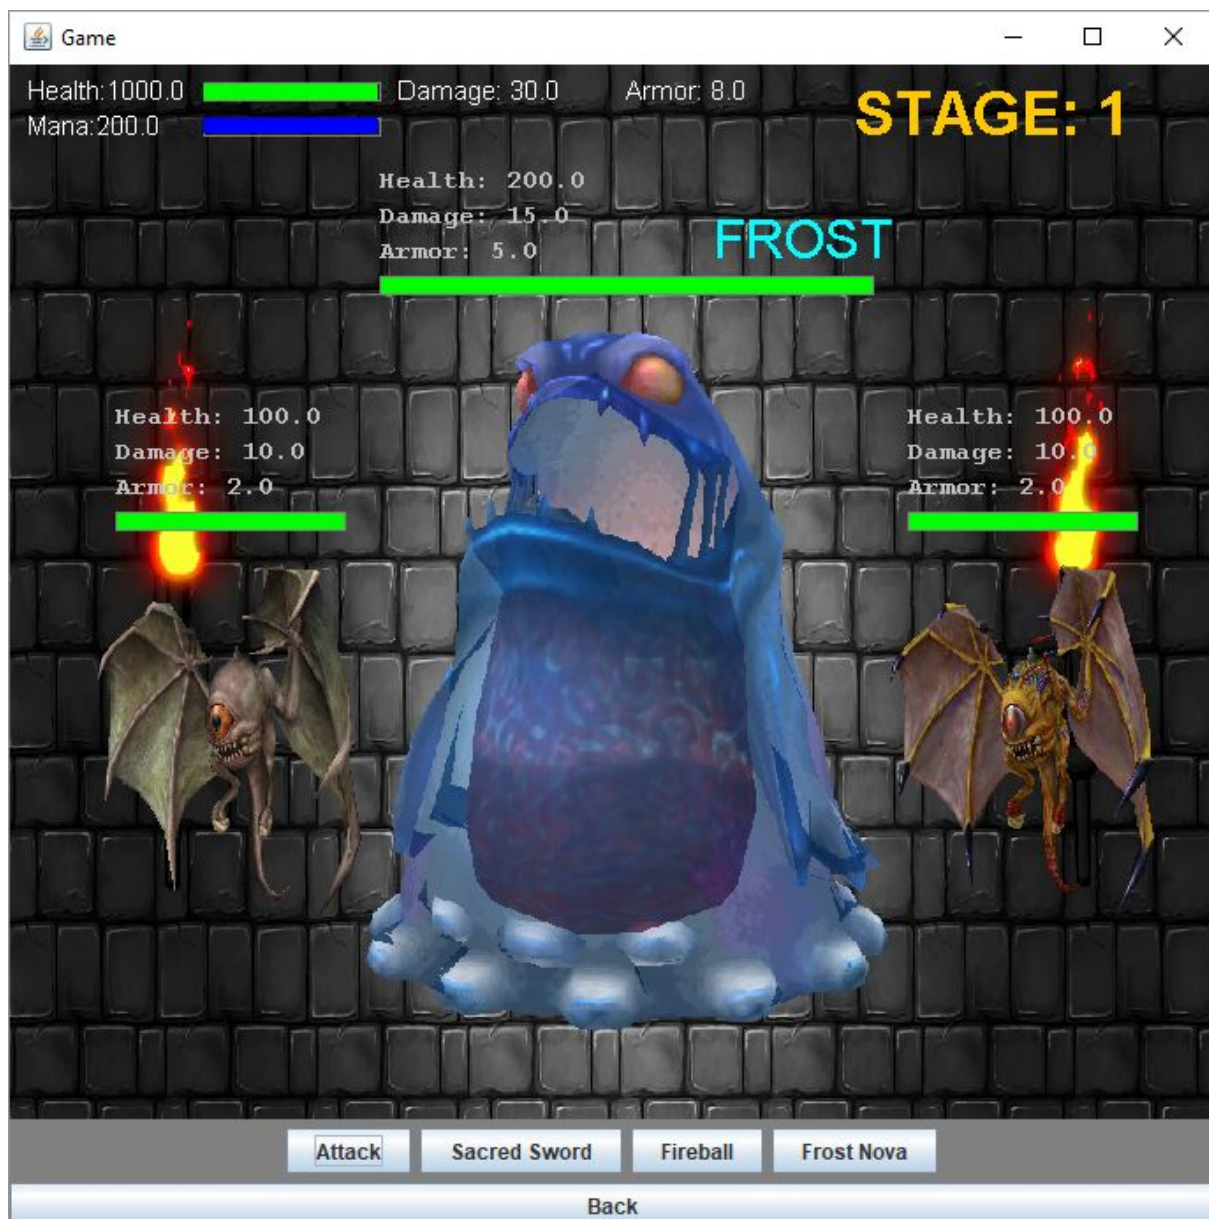 Game
Health:1000.0 Damage: 30.0 Armor: 8.0
Mana:200.0
STAGE: 1
Health: 200.0
Damage: 15.0
Armor: 5.0
FROST
Health: 100.0
Damage: 10.0
Armor: 2.0
Health: 100.0
Damage: 10.0
Armor: 2.0
Attack Sacred Sword Fireball Frost Nova
Back